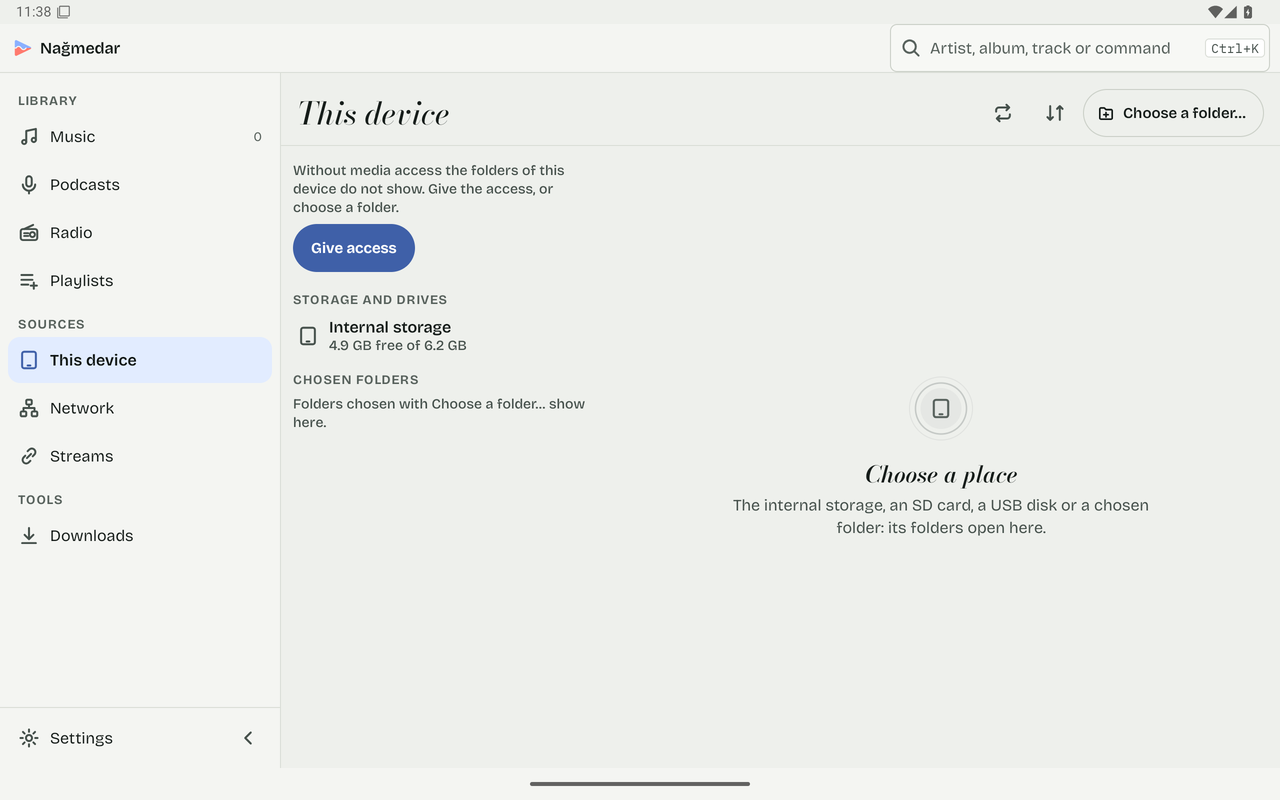 11:38
Nağmedar
Artist, album, track or command
Ctrl+K
LIBRARY
Music
0
Podcasts
Radio
Playlists
SOURCES
This device
Network
Streams
TOOLS
Downloads
Settings
This device
Choose a folder...
Without media access the folders of this
device do not show. Give the access, or
choose a folder.
Give access
STORAGE AND DRIVES
Internal storage
4.9 GB free of 6.2 GB
CHOSEN FOLDERS
Folders chosen with Choose a folder... show
here.
Choose a place
The internal storage, an SD card, a USB disk or a chosen
folder: its folders open here.